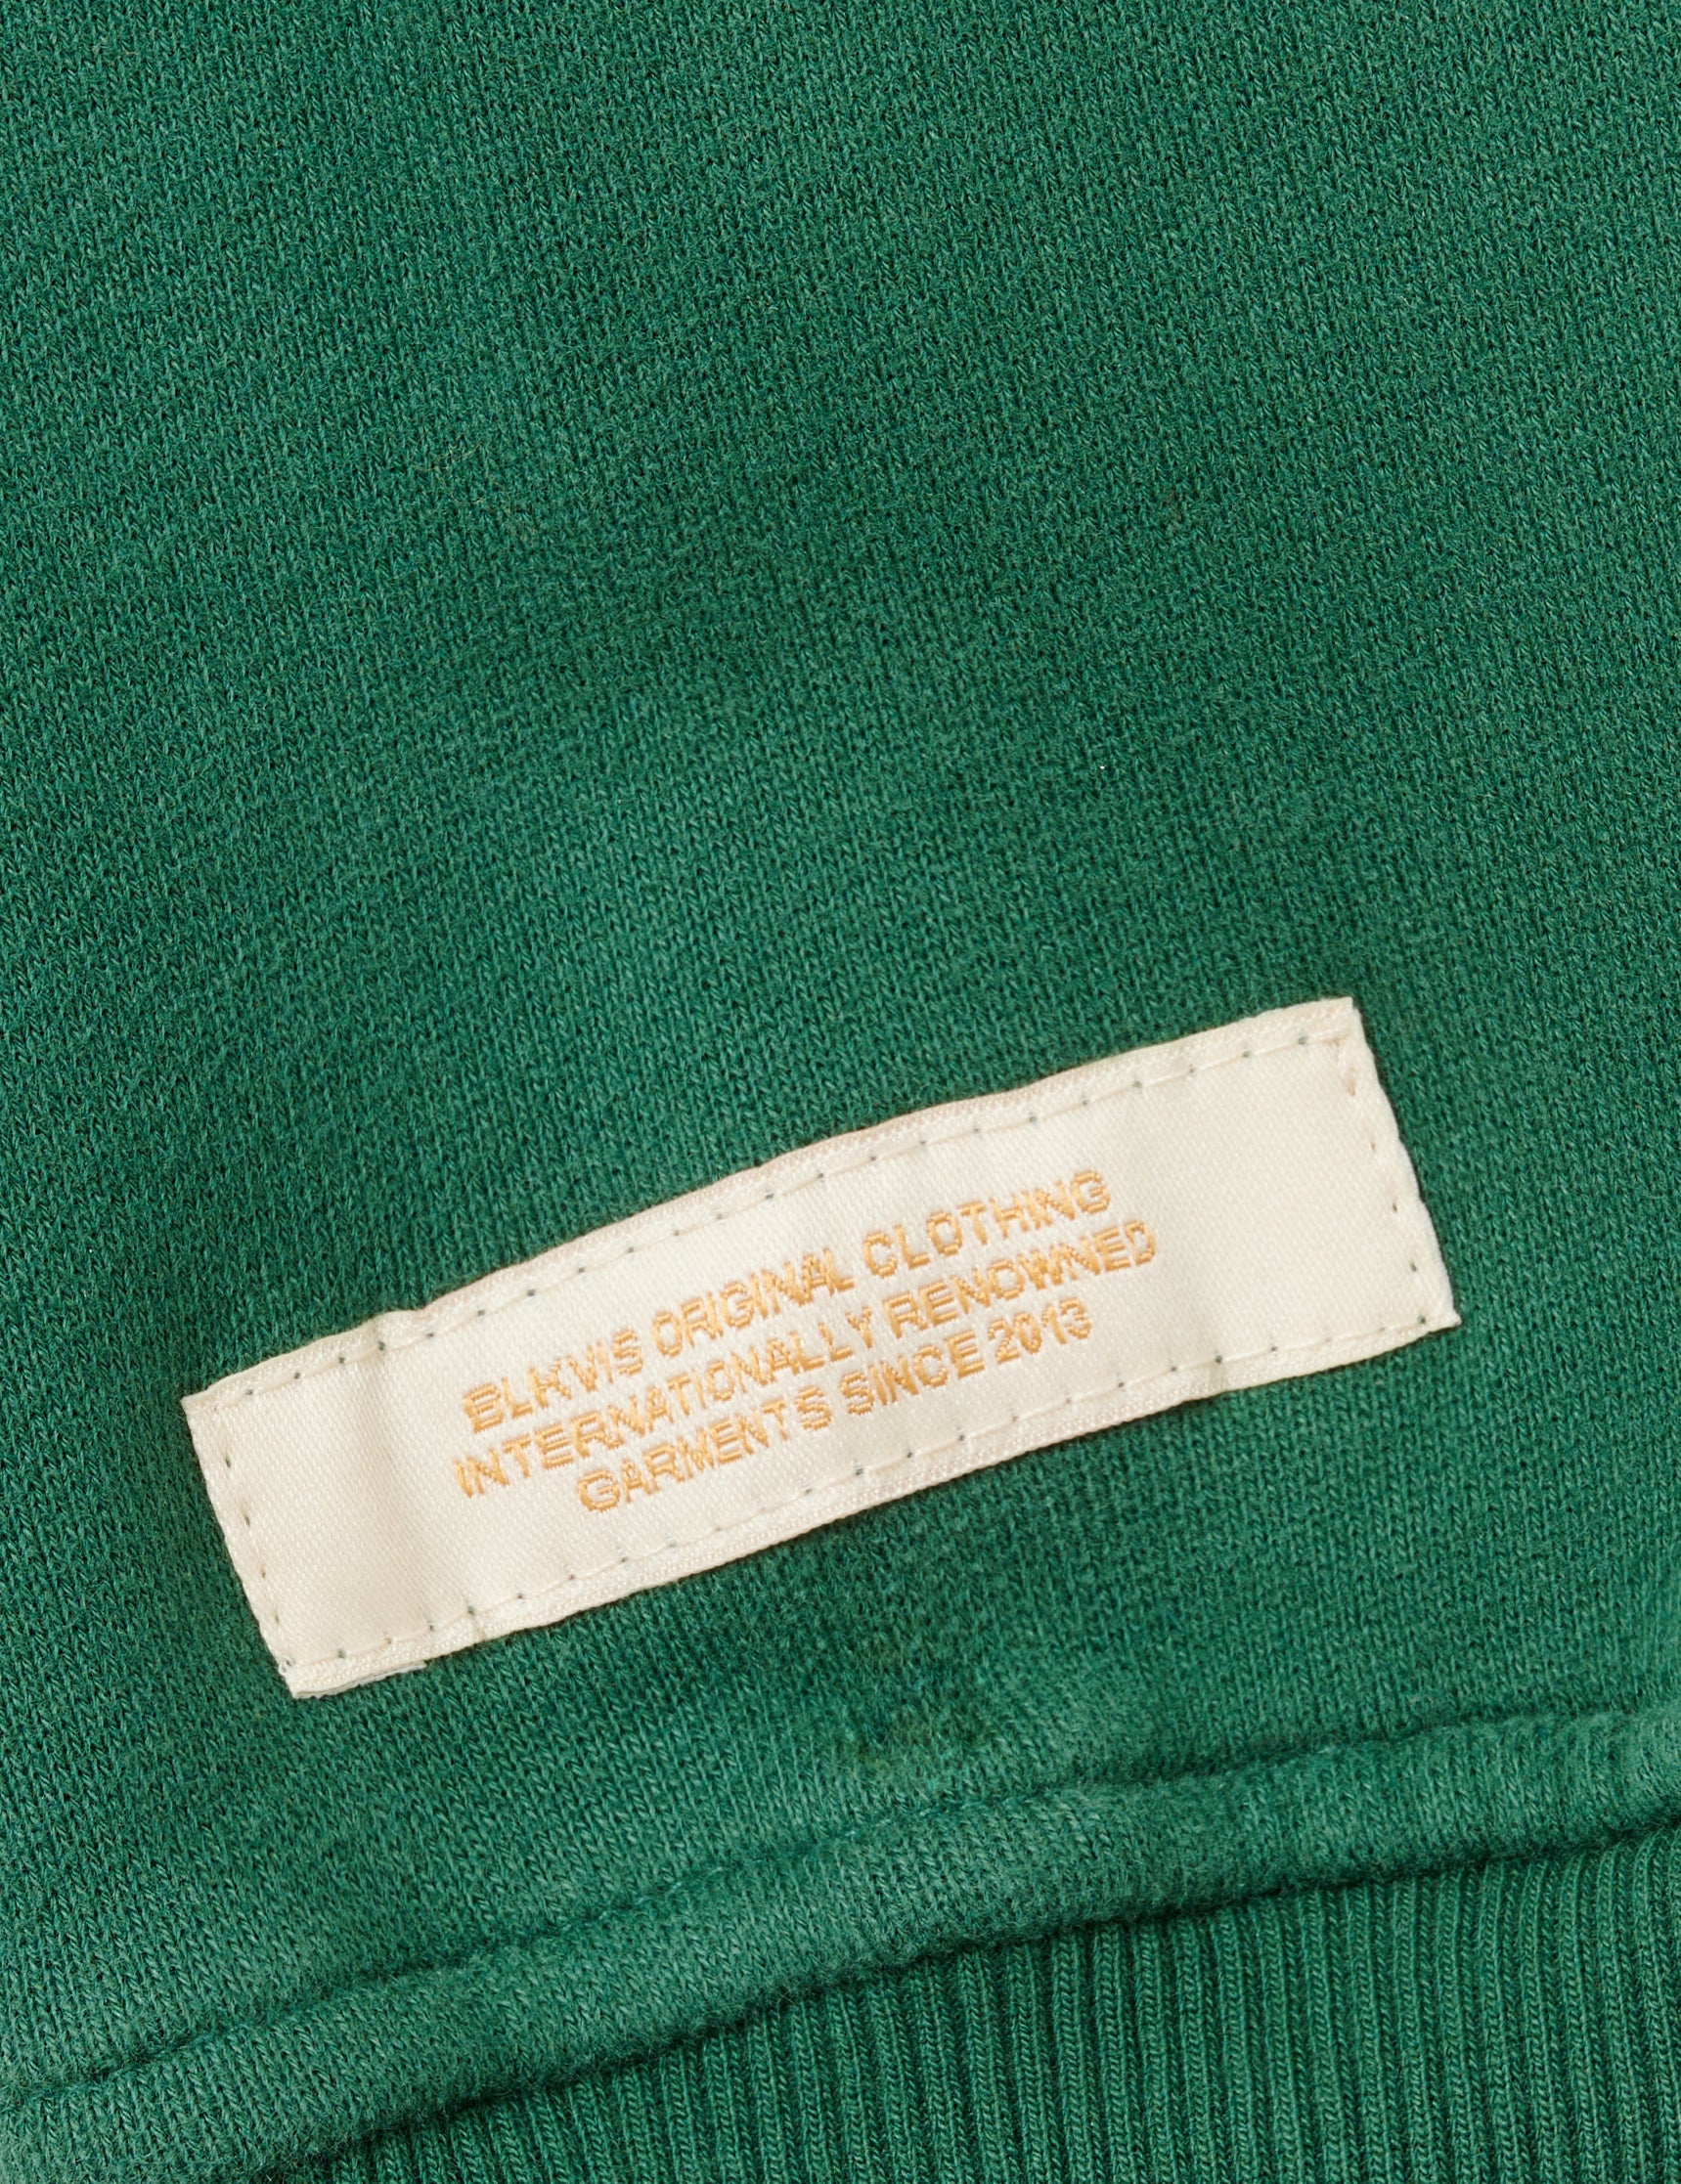 BLKVIS ORIGINAL CLOTHING
INTERNATIONALLY RENOWNED
GARMENTS SINCE 2013